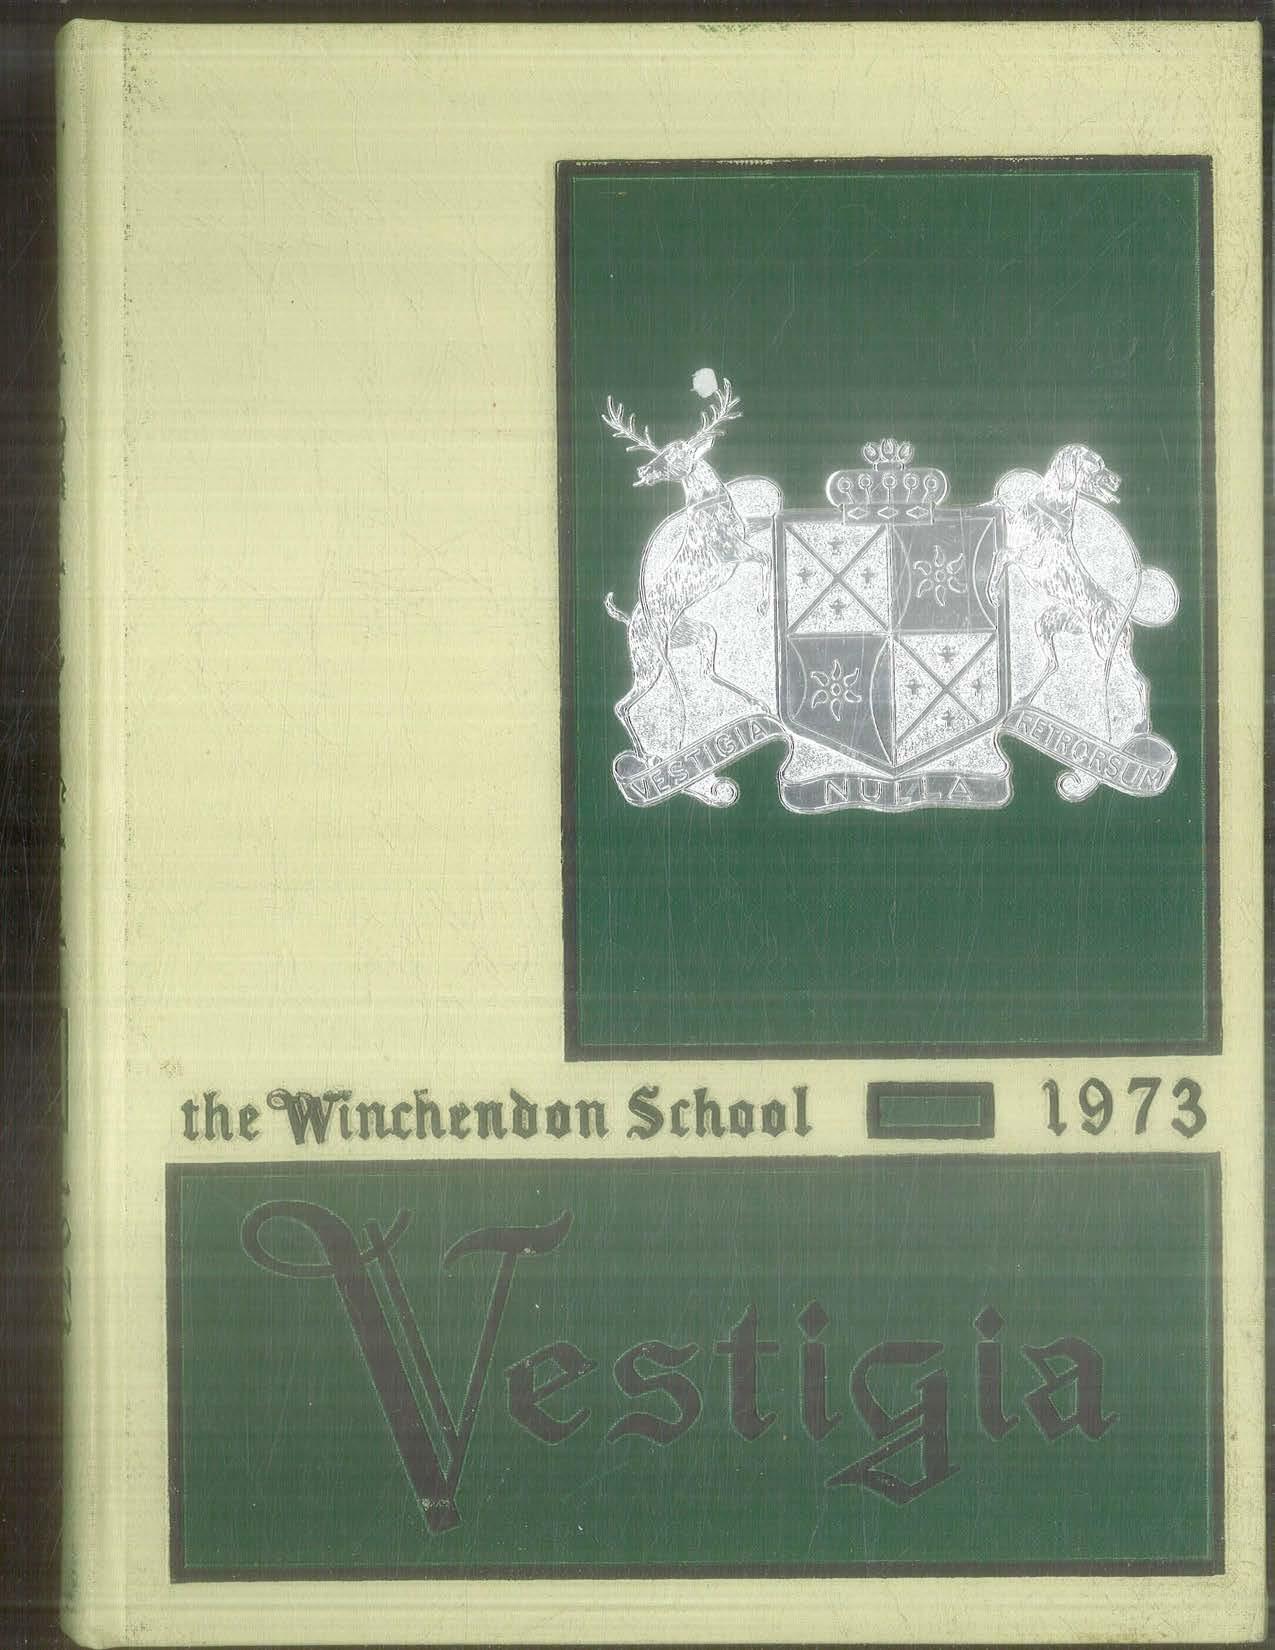 VESTIGIA NULLA RETRORSUM
the Winchendon School 1973
Vestigia